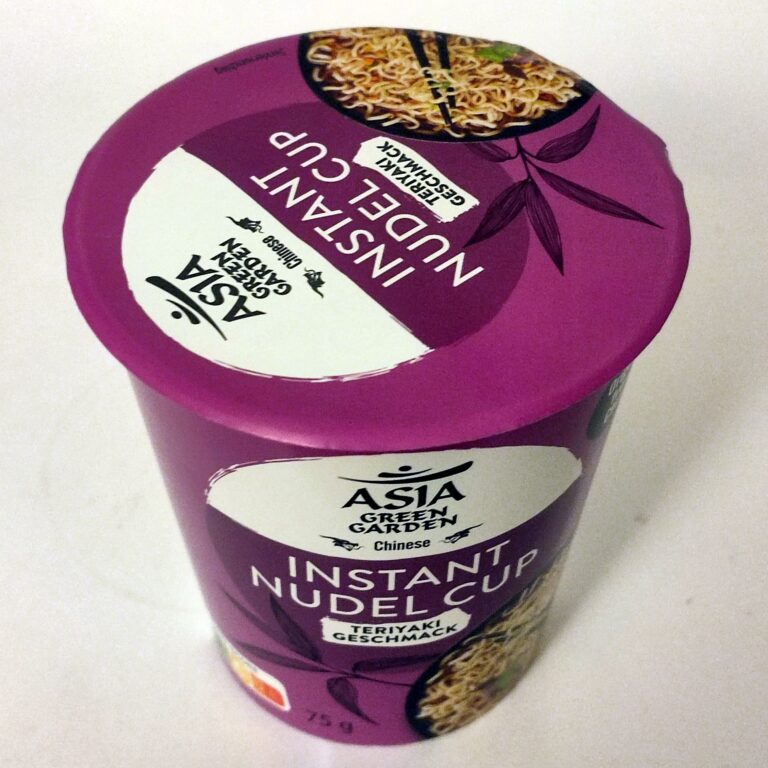 Serviervorschlag
TERIYAKI
GESCHMACK
INSTANT
NUDEL CUP
Chinese
ASIA
GREEN
GARDEN
ASIA
GREEN
GARDEN
Chinese
INSTANT
NUDEL CUP
TERIYAKI
GESCHMACK
75 g